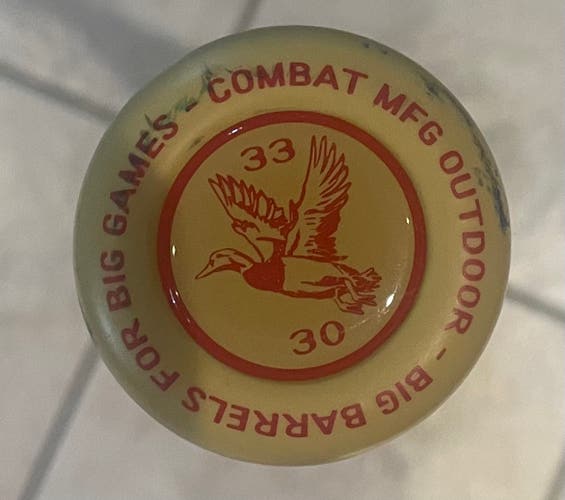 COMBAT MFG OUTDOOR - BIG BARRELS FOR BIG GAMES -
33
30